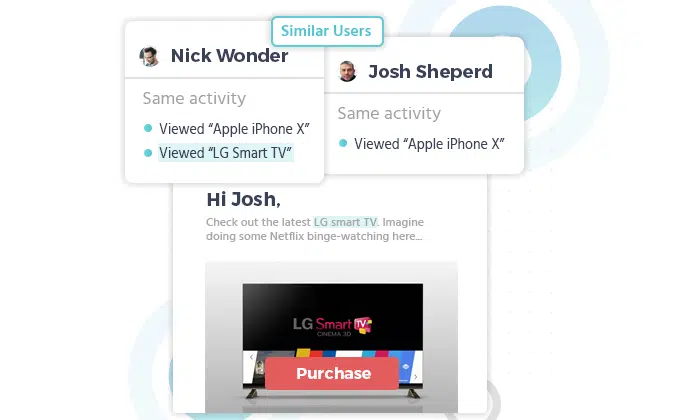 Similar Users
Nick Wonder
Same activity
Viewed “Apple iPhone X”
Viewed “LG Smart TV”
Josh Sheperd
Same activity
Viewed “Apple iPhone X”
Hi Josh,
Check out the latest LG smart TV. Imagine
doing some Netflix binge-watching here...
LG Smart TV
CINEMA 3D
Purchase